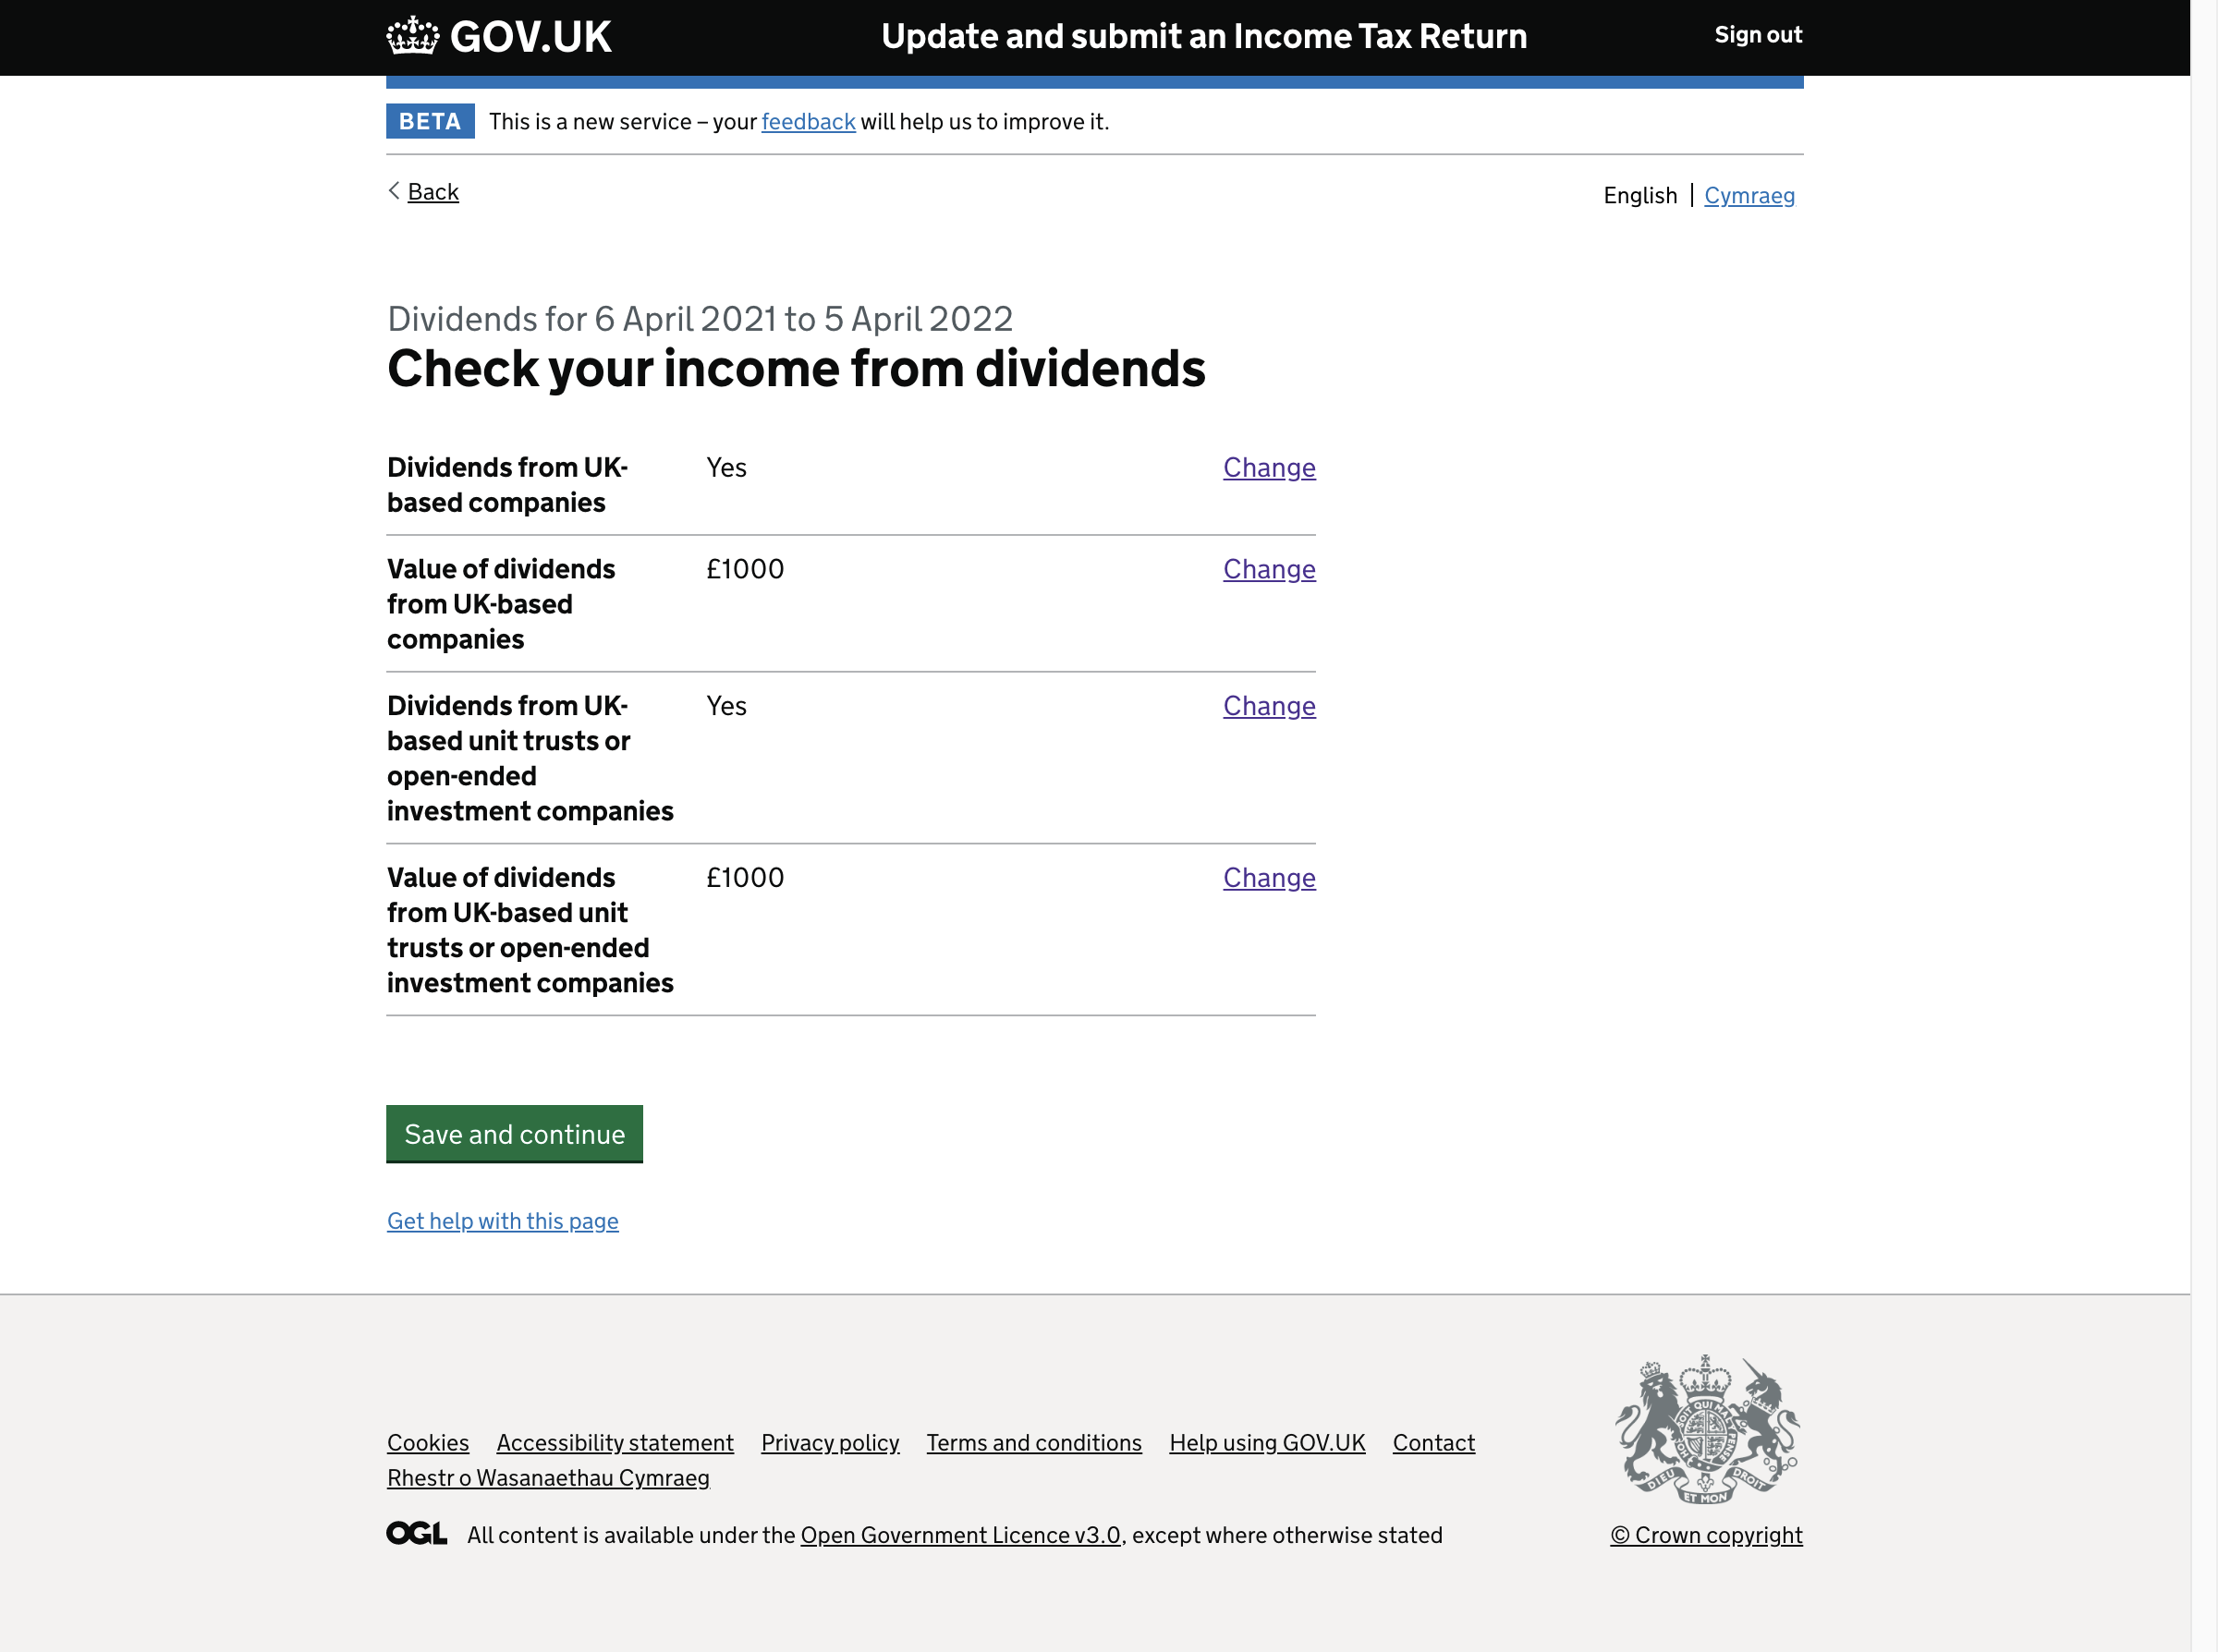 GOV.UK Update and submit an Income Tax Return Sign out
BETA This is a new service – your feedback will help us to improve it.
Back English | Cymraeg
Dividends for 6 April 2021 to 5 April 2022
Check your income from dividends
Dividends from UK- Yes Change
based companies
Value of dividends £1000 Change
from UK-based
companies
Dividends from UK- Yes Change
based unit trusts or
open-ended
investment companies
Value of dividends £1000 Change
from UK-based unit
trusts or open-ended
investment companies
Save and continue
Get help with this page
Cookies Accessibility statement Privacy policy Terms and conditions Help using GOV.UK Contact
Rhestr o Wasanaethau Cymraeg
DIEU ET MON DROIT
OGL All content is available under the Open Government Licence v3.0, except where otherwise stated
© Crown copyright